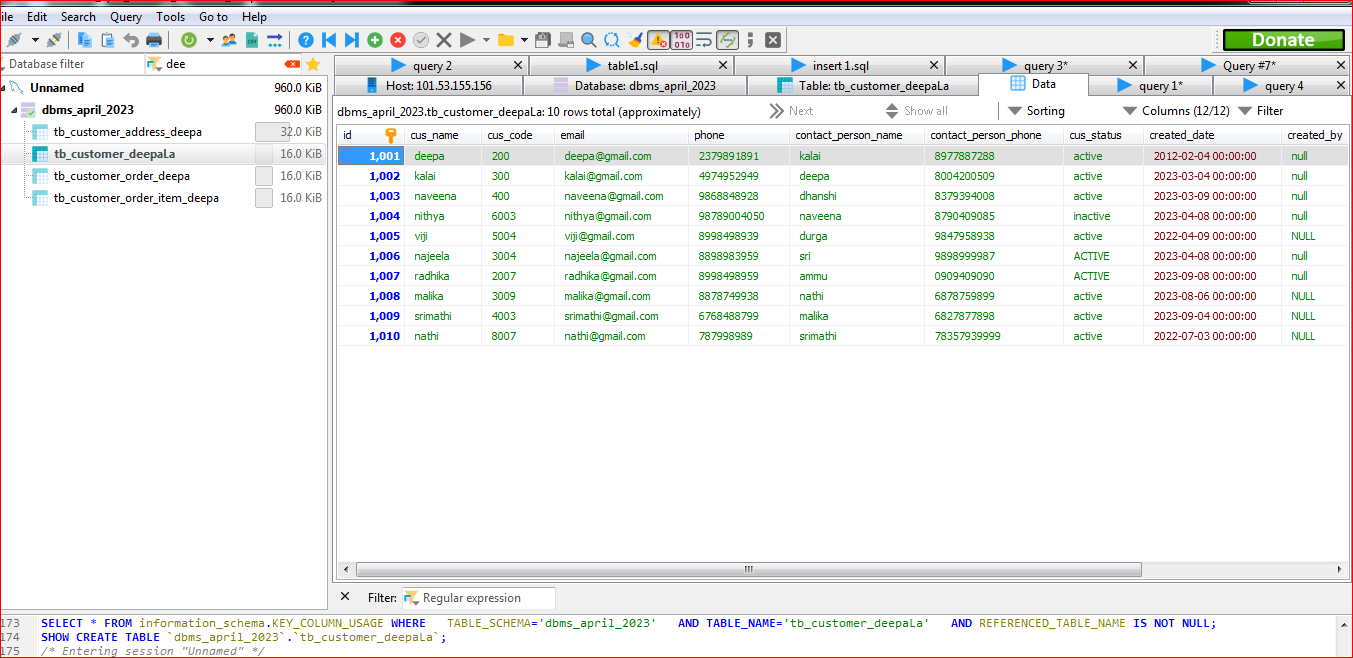 ile Edit Search Query Tools Go to Help
Donate
Database filter dee
query 2 table1.sql insert 1.sql query 3* Query #7*
Host: 101.53.155.156 Database: dbms_april_2023 Table: tb_customer_deepaLa Data query 1* query 4
Unnamed 960.0 KiB
dbms_april_2023 960.0 KiB
tb_customer_address_deepa 32.0 KiB
tb_customer_deepaLa 16.0 KiB
tb_customer_order_deepa 16.0 KiB
tb_customer_order_item_deepa 16.0 KiB
dbms_april_2023.tb_customer_deepaLa: 10 rows total (approximately) Next Show all Sorting Columns (12/12) Filter
id cus_name cus_code email phone contact_person_name contact_person_phone cus_status created_date created_by
1,001 deepa 200 deepa@gmail.com 2379891891 kalai 8977887288 active 2012-02-04 00:00:00 null
1,002 kalai 300 kalai@gmail.com 4974952949 deepa 8004200509 active 2023-03-04 00:00:00 null
1,003 naveena 400 naveena@gmail.com 9868848928 dhanshi 8379394008 active 2023-03-09 00:00:00 null
1,004 nithya 6003 nithya@gmail.com 98789004050 naveena 8790409085 inactive 2023-04-08 00:00:00 null
1,005 viji 5004 viji@gmail.com 8998498939 durga 9847958938 active 2022-04-09 00:00:00 NULL
1,006 najeela 3004 najeela@gmail.com 8898983959 sri 9898999987 ACTIVE 2023-04-08 00:00:00 null
1,007 radhika 2007 radhika@gmail.com 8998498959 ammu 0909409090 ACTIVE 2023-09-08 00:00:00 null
1,008 malika 3009 malika@gmail.com 8878749938 nathi 6878759899 active 2023-08-06 00:00:00 NULL
1,009 srimathi 4003 srimathi@gmail.com 6768488799 malika 6827877898 active 2023-09-04 00:00:00 NULL
1,010 nathi 8007 nathi@gmail.com 787998989 srimathi 78357939999 active 2022-07-03 00:00:00 NULL
Filter: Regular expression
173 SELECT * FROM information_schema.KEY_COLUMN_USAGE WHERE TABLE_SCHEMA='dbms_april_2023' AND TABLE_NAME='tb_customer_deepaLa' AND REFERENCED_TABLE_NAME IS NOT NULL;
174 SHOW CREATE TABLE `dbms_april_2023`.`tb_customer_deepaLa`;
175 /* Entering session "Unnamed" */